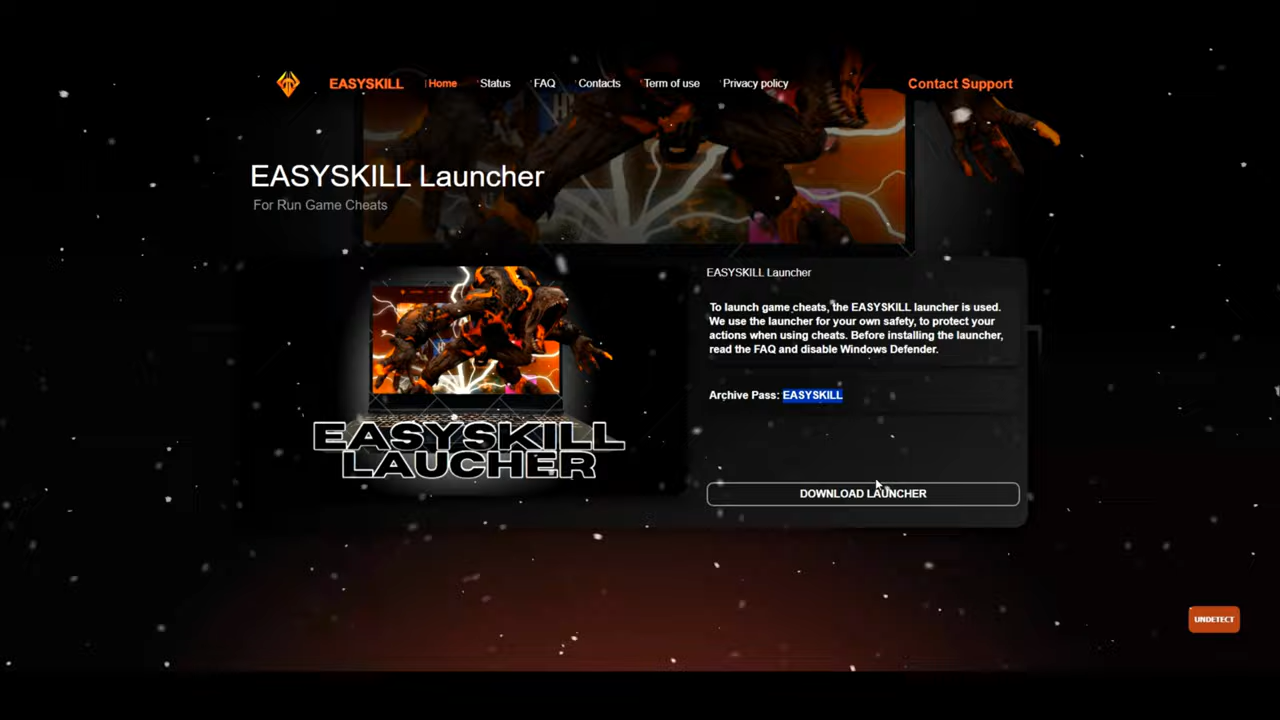 EASYSKILL
Home
Status
FAQ
Contacts
Term of use
Privacy policy
Contact Support
EASYSKILL Launcher
For Run Game Cheats
EASYSKILL
LAUCHER
EASYSKILL Launcher
To launch game cheats, the EASYSKILL launcher is used.
We use the launcher for your own safety, to protect your
actions when using cheats. Before installing the launcher,
read the FAQ and disable Windows Defender.
Archive Pass: EASYSKILL
DOWNLOAD LAUNCHER
UNDETECT